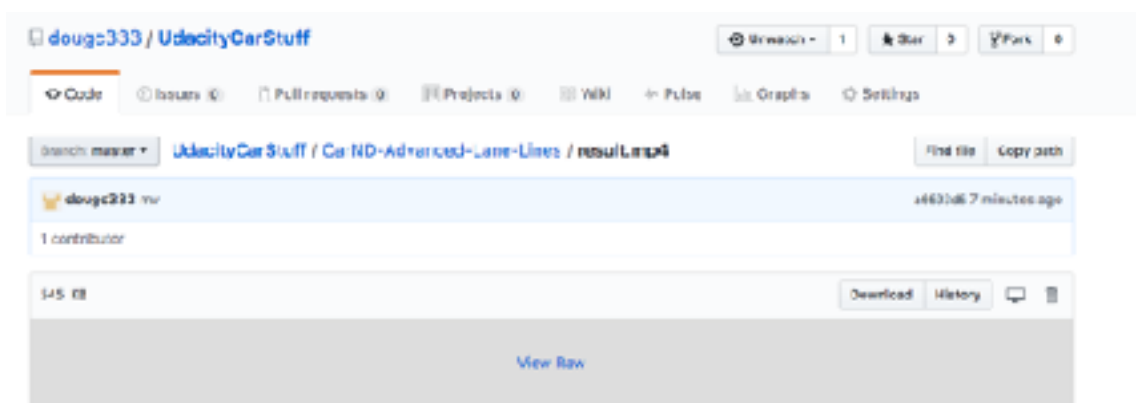 dougc333 / UdacityCarStuff Unwatch 1 Star 0 Fork 0
Code Issues 0 Pull requests 0 Projects 0 Wiki Pulse Graphs Settings
Branch: master UdacityCarStuff / CarND-Advanced-Lane-Lines / result.mp4 Find file Copy path
dougc333 7 minutes ago
1 contributor
Download History
View Raw